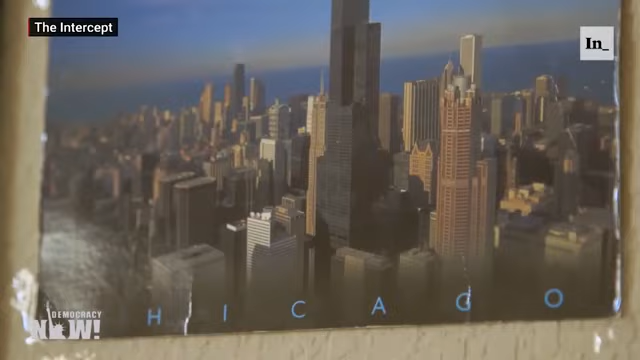 The Intercept
In_
H I C A G O
DEMOCRACY
NOW!